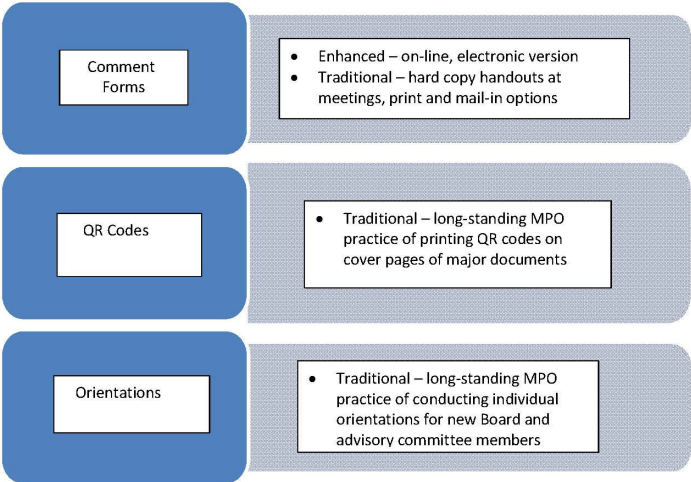 Comment
Forms
• Enhanced – on-line, electronic version
• Traditional – hard copy handouts at
meetings, print and mail-in options
QR Codes
• Traditional – long-standing MPO
practice of printing QR codes on
cover pages of major documents
Orientations
• Traditional – long-standing MPO
practice of conducting individual
orientations for new Board and
advisory committee members